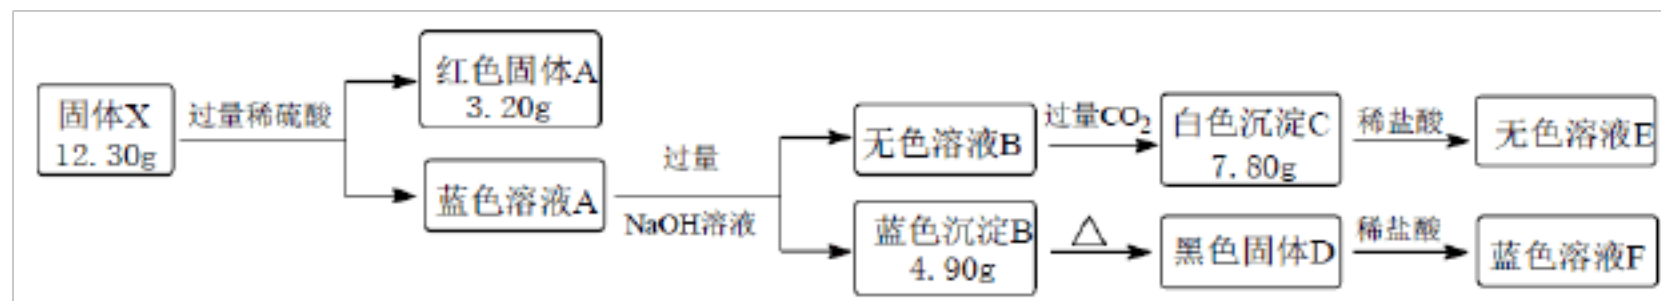 固体X
12.30g
过量稀硫酸
红色固体A
3.20g
蓝色溶液A
过量
NaOH溶液
无色溶液B
过量CO₂
白色沉淀C
7.80g
稀盐酸
无色溶液E
蓝色沉淀B
4.90g
△
黑色固体D
稀盐酸
蓝色溶液F